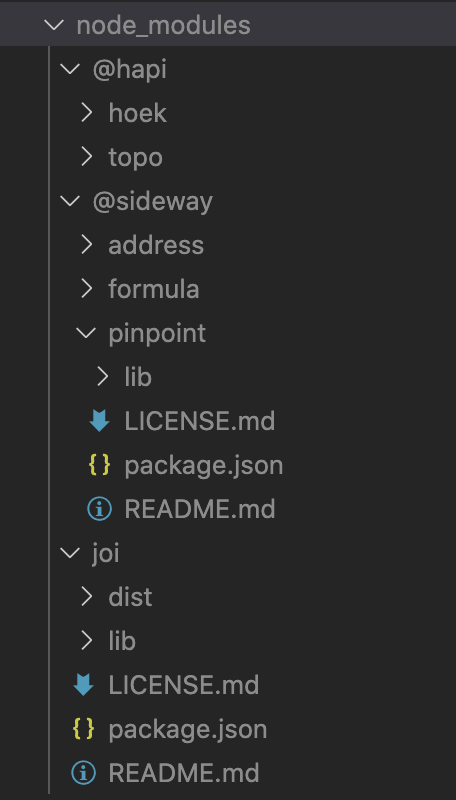 node_modules
@hapi
hoek
topo
@sideway
address
formula
pinpoint
lib
LICENSE.md
{} package.json
README.md
joi
dist
lib
LICENSE.md
{} package.json
README.md